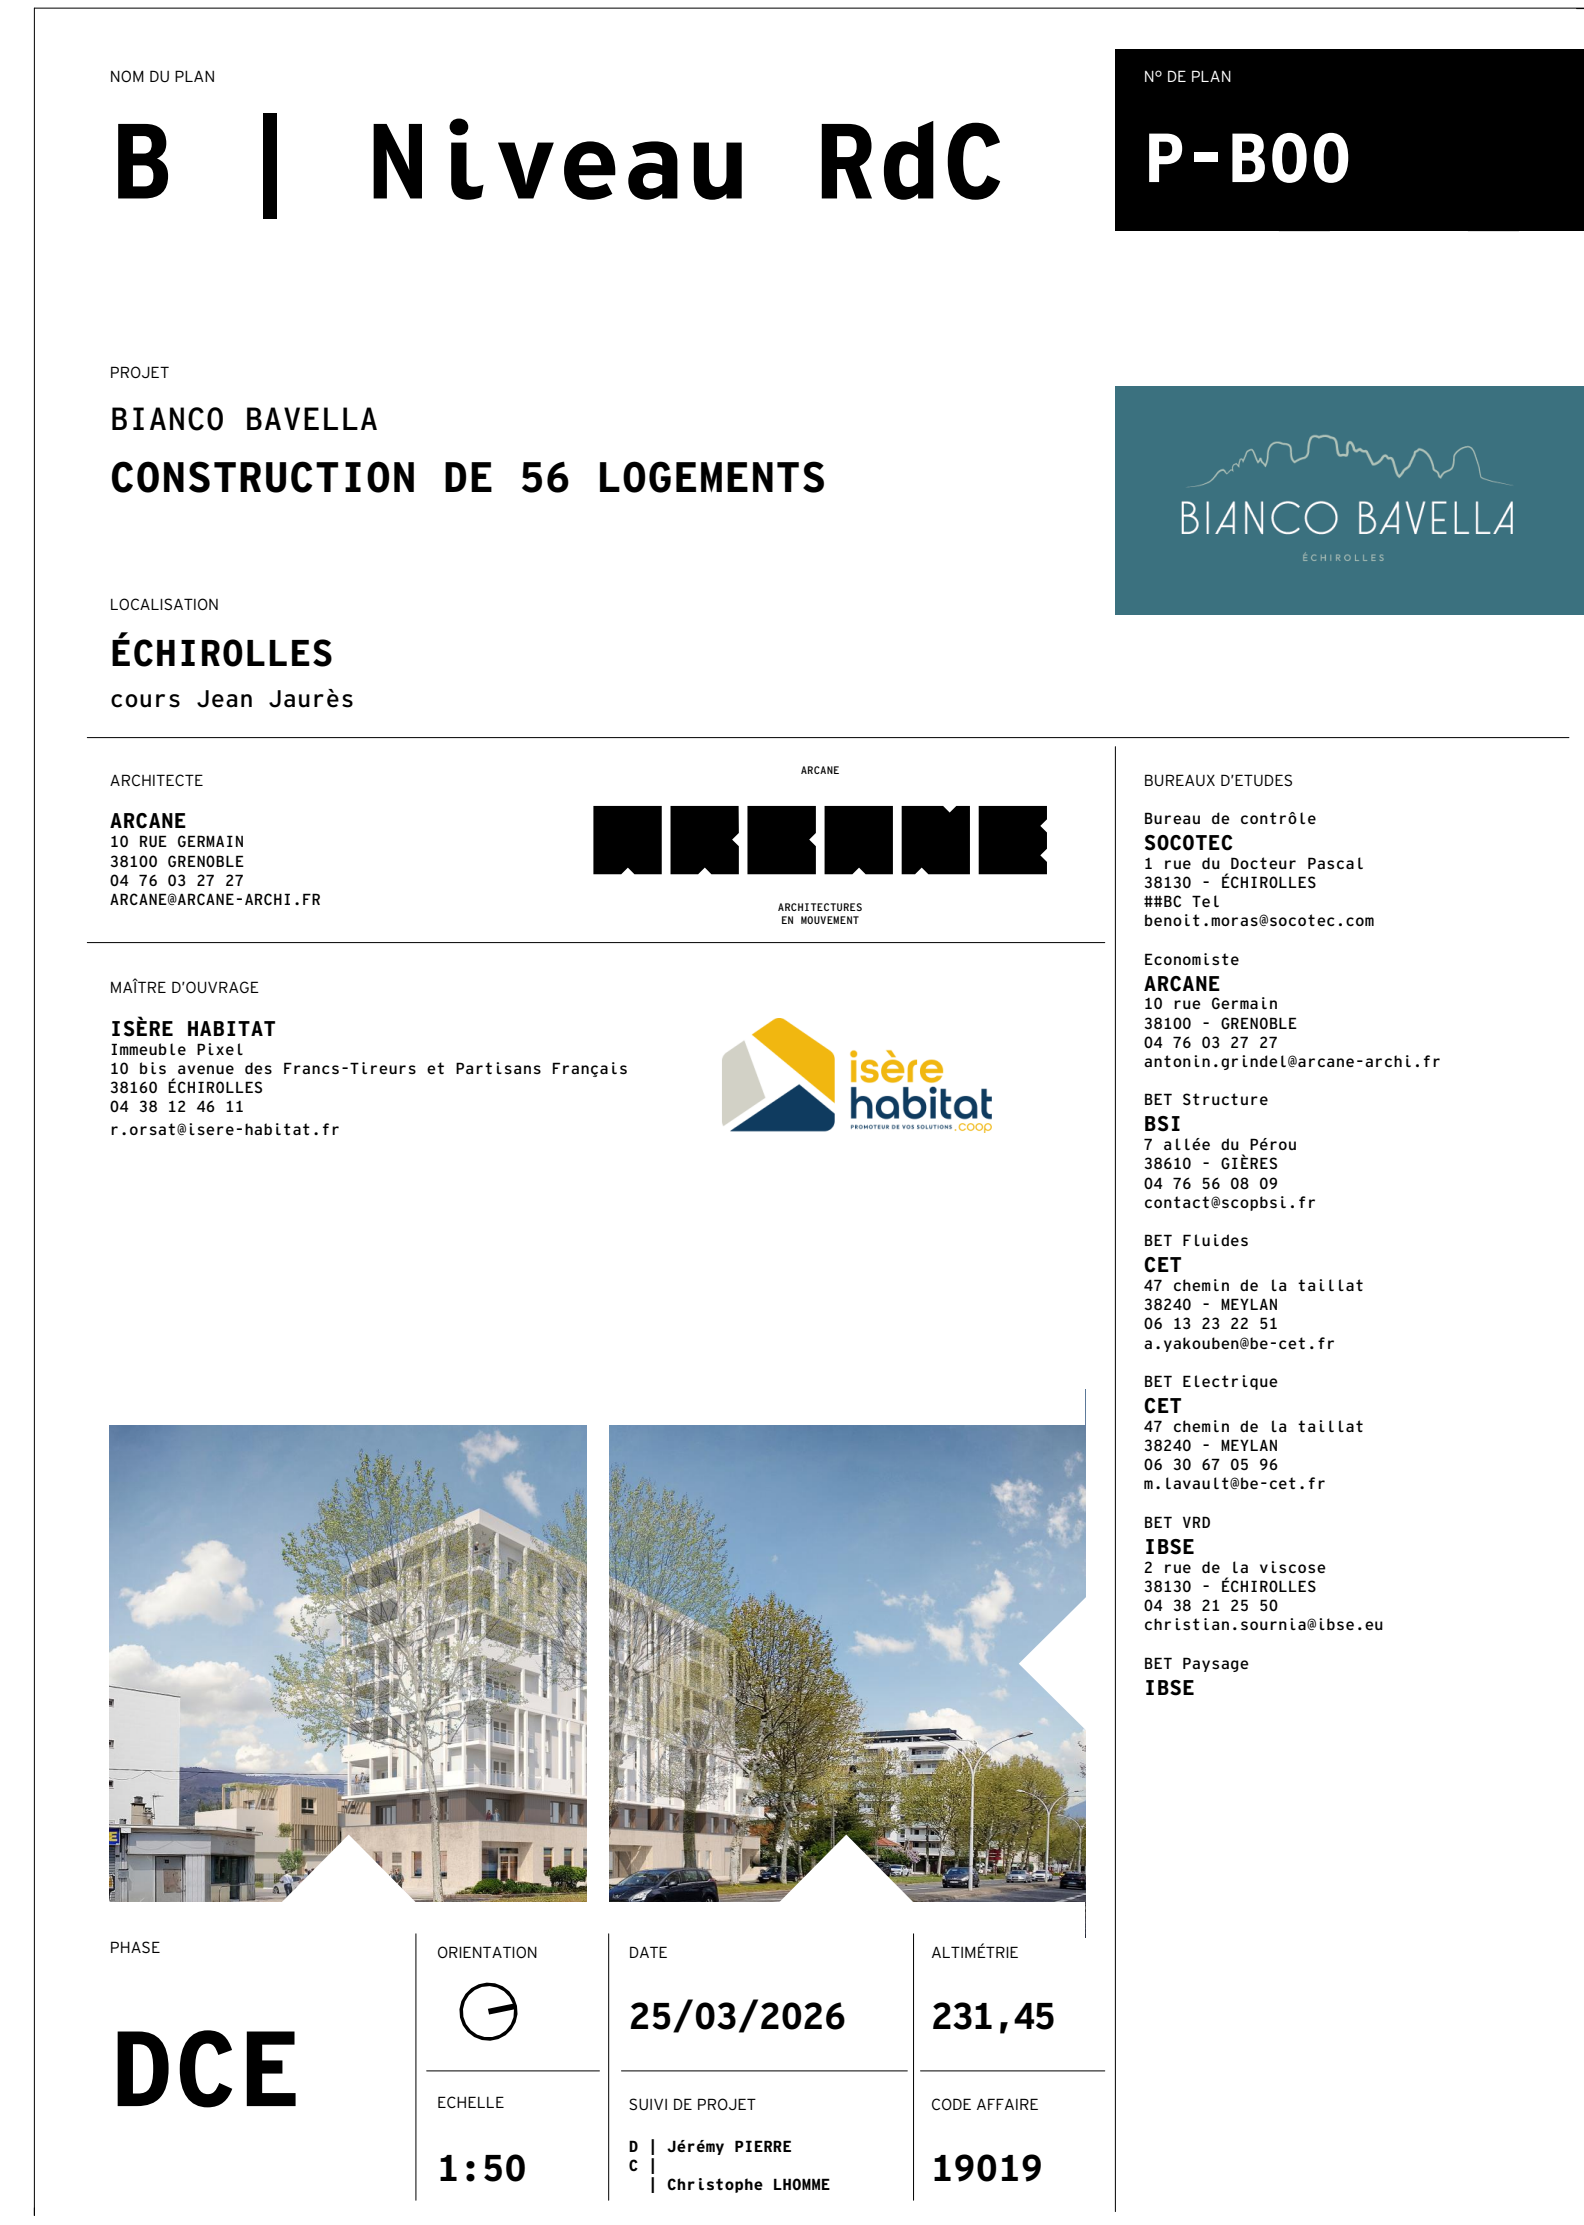 NOM DU PLAN
B | Niveau RdC
N° DE PLAN
P-B00
PROJET
BIANCO BAVELLA
CONSTRUCTION DE 56 LOGEMENTS
BIANCO BAVELLA
ÉCHIROLLES
LOCALISATION
ÉCHIROLLES
cours Jean Jaurès
ARCHITECTE
ARCANE
10 RUE GERMAIN
38100 GRENOBLE
04 76 03 27 27
ARCANE@ARCANE-ARCHI.FR
ARCANE
ARCANE
ARCHITECTURES
EN MOUVEMENT
MAÎTRE D'OUVRAGE
ISÈRE HABITAT
Immeuble Pixel
10 bis avenue des Francs-Tireurs et Partisans Français
38160 ÉCHIROLLES
04 38 12 46 11
r.orsat@isere-habitat.fr
isère
habitat
PROMOTEUR DE VOS SOLUTIONS .coop
BUREAUX D'ETUDES
Bureau de contrôle
SOCOTEC
1 rue du Docteur Pascal
38130 - ÉCHIROLLES
##BC Tel
benoit.moras@socotec.com
Economiste
ARCANE
10 rue Germain
38100 - GRENOBLE
04 76 03 27 27
antonin.grindel@arcane-archi.fr
BET Structure
BSI
7 allée du Pérou
38610 - GIÈRES
04 76 56 08 09
contact@scopbsi.fr
BET Fluides
CET
47 chemin de la taillat
38240 - MEYLAN
06 13 23 22 51
a.yakouben@be-cet.fr
BET Electrique
CET
47 chemin de la taillat
38240 - MEYLAN
06 30 67 05 96
m.lavault@be-cet.fr
BET VRD
IBSE
2 rue de la viscose
38130 - ÉCHIROLLES
04 38 21 25 50
christian.sournia@ibse.eu
BET Paysage
IBSE
PHASE
DCE
ORIENTATION
ECHELLE
1:50
DATE
25/03/2026
SUIVI DE PROJET
D | Jérémy PIERRE
C |
| Christophe LHOMME
ALTIMÉTRIE
231,45
CODE AFFAIRE
19019